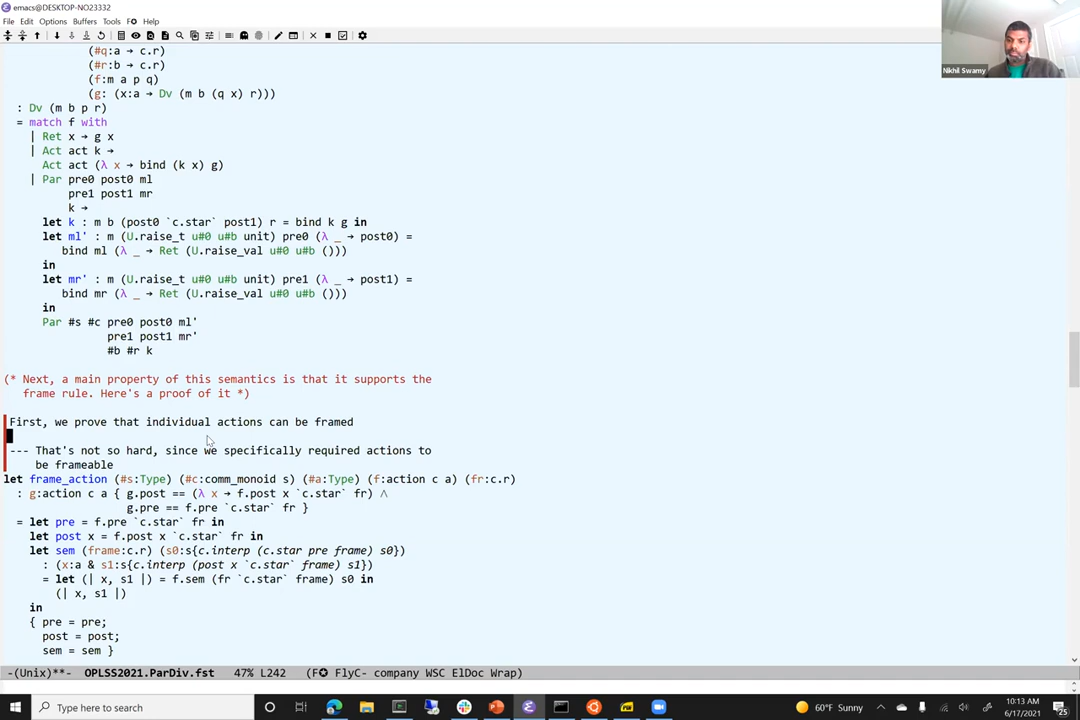 emacs@DESKTOP-NO23332
File Edit Options Buffers Tools F✪ Help
(#q:a → c.r)
(#r:b → c.r)
(f:m a p q)
(g: (x:a → Dv (m b (q x) r)))
: Dv (m b p r)
= match f with
| Ret x → g x
| Act act k →
Act act (λ x → bind (k x) g)
| Par pre0 post0 ml
pre1 post1 mr
k →
let k : m b (post0 `c.star` post1) r = bind k g in
let ml' : m (U.raise_t u#0 u#b unit) pre0 (λ _ → post0) =
bind ml (λ _ → Ret (U.raise_val u#0 u#b ()))
in
let mr' : m (U.raise_t u#0 u#b unit) pre1 (λ _ → post1) =
bind mr (λ _ → Ret (U.raise_val u#0 u#b ()))
in
Par #s #c pre0 post0 ml'
pre1 post1 mr'
#b #r k
(* Next, a main property of this semantics is that it supports the
frame rule. Here's a proof of it *)
First, we prove that individual actions can be framed
--- That's not so hard, since we specifically required actions to
be frameable
let frame_action (#s:Type) (#c:comm_monoid s) (#a:Type) (f:action c a) (fr:c.r)
: g:action c a { g.post == (λ x → f.post x `c.star` fr) ∧
g.pre == f.pre `c.star` fr }
= let pre = f.pre `c.star` fr in
let post x = f.post x `c.star` fr in
let sem (frame:c.r) (s0:s{c.interp (c.star pre frame) s0})
: (x:a & s1:s{c.interp (post x `c.star` frame) s1})
= let (| x, s1 |) = f.sem (fr `c.star` frame) s0 in
(| x, s1 |)
in
{ pre = pre;
post = post;
sem = sem }
-(Unix)**- OPLSS2021.ParDiv.fst 47% L242 (F✪ FlyC- company WSC ElDoc Wrap)
Nikhil Swamy
Type here to search
60°F Sunny
10:13 AM
6/17/2021
25